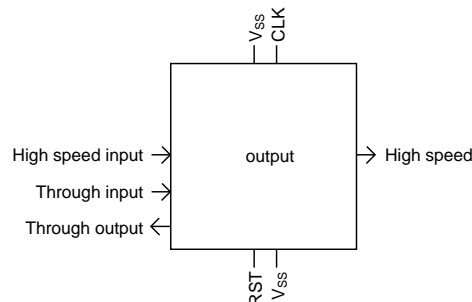 Vss
CLK
High speed input
output
High speed
Through input
Through output
RST
Vss